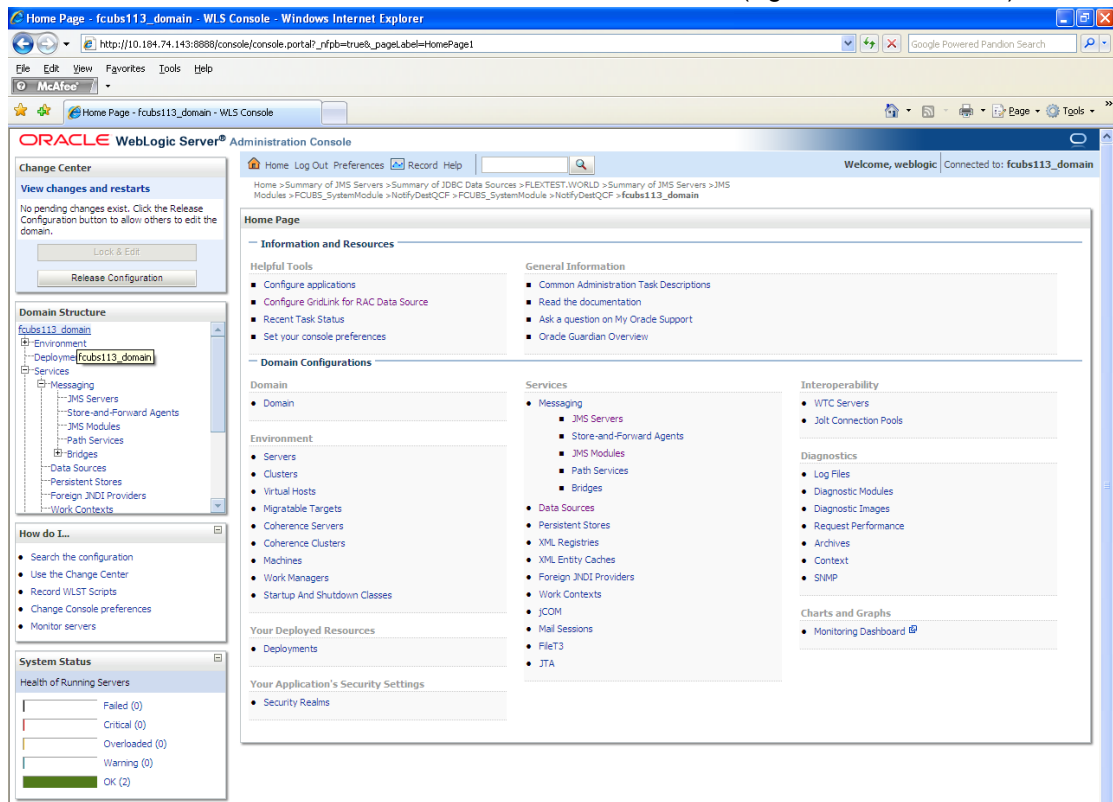 Home Page - fcubs113_domain - WLS Console - Windows Internet Explorer
http://10.184.74.143:8888/console/console.portal?_nfpb=true&_pageLabel=HomePage1
Google Powered Pandion Search
File Edit View Favorites Tools Help
McAfee
Home Page - fcubs113_domain - WLS Console
Page Tools
ORACLE WebLogic Server® Administration Console
Change Center
View changes and restarts
No pending changes exist. Click the Release
Configuration button to allow others to edit the
domain.
Lock & Edit
Release Configuration
Domain Structure
fcubs113_domain
Environment
Deployme
fcubs113_domain
Services
Messaging
JMS Servers
Store-and-Forward Agents
JMS Modules
Path Services
Bridges
Data Sources
Persistent Stores
Foreign JNDI Providers
Work Contexts
How do I...
Search the configuration
Use the Change Center
Record WLST Scripts
Change Console preferences
Monitor servers
System Status
Health of Running Servers
Failed (0)
Critical (0)
Overloaded (0)
Warning (0)
OK (2)
Home Log Out Preferences Record Help
Welcome, weblogic Connected to: fcubs113_domain
Home >Summary of JMS Servers >Summary of JDBC Data Sources >FLEXTEST.WORLD >Summary of JMS Servers >JMS
Modules >FCUBS_SystemModule >NotifyDestQCF >FCUBS_SystemModule >NotifyDestQCF >fcubs113_domain
Home Page
Information and Resources
Helpful Tools
Configure applications
Configure GridLink for RAC Data Source
Recent Task Status
Set your console preferences
General Information
Common Administration Task Descriptions
Read the documentation
Ask a question on My Oracle Support
Oracle Guardian Overview
Domain Configurations
Domain
Domain
Environment
Servers
Clusters
Virtual Hosts
Migratable Targets
Coherence Servers
Coherence Clusters
Machines
Work Managers
Startup And Shutdown Classes
Your Deployed Resources
Deployments
Your Application's Security Settings
Security Realms
Services
Messaging
JMS Servers
Store-and-Forward Agents
JMS Modules
Path Services
Bridges
Data Sources
Persistent Stores
XML Registries
XML Entity Caches
Foreign JNDI Providers
Work Contexts
jCOM
Mail Sessions
FileT3
JTA
Interoperability
WTC Servers
Jolt Connection Pools
Diagnostics
Log Files
Diagnostic Modules
Diagnostic Images
Request Performance
Archives
Context
SNMP
Charts and Graphs
Monitoring Dashboard